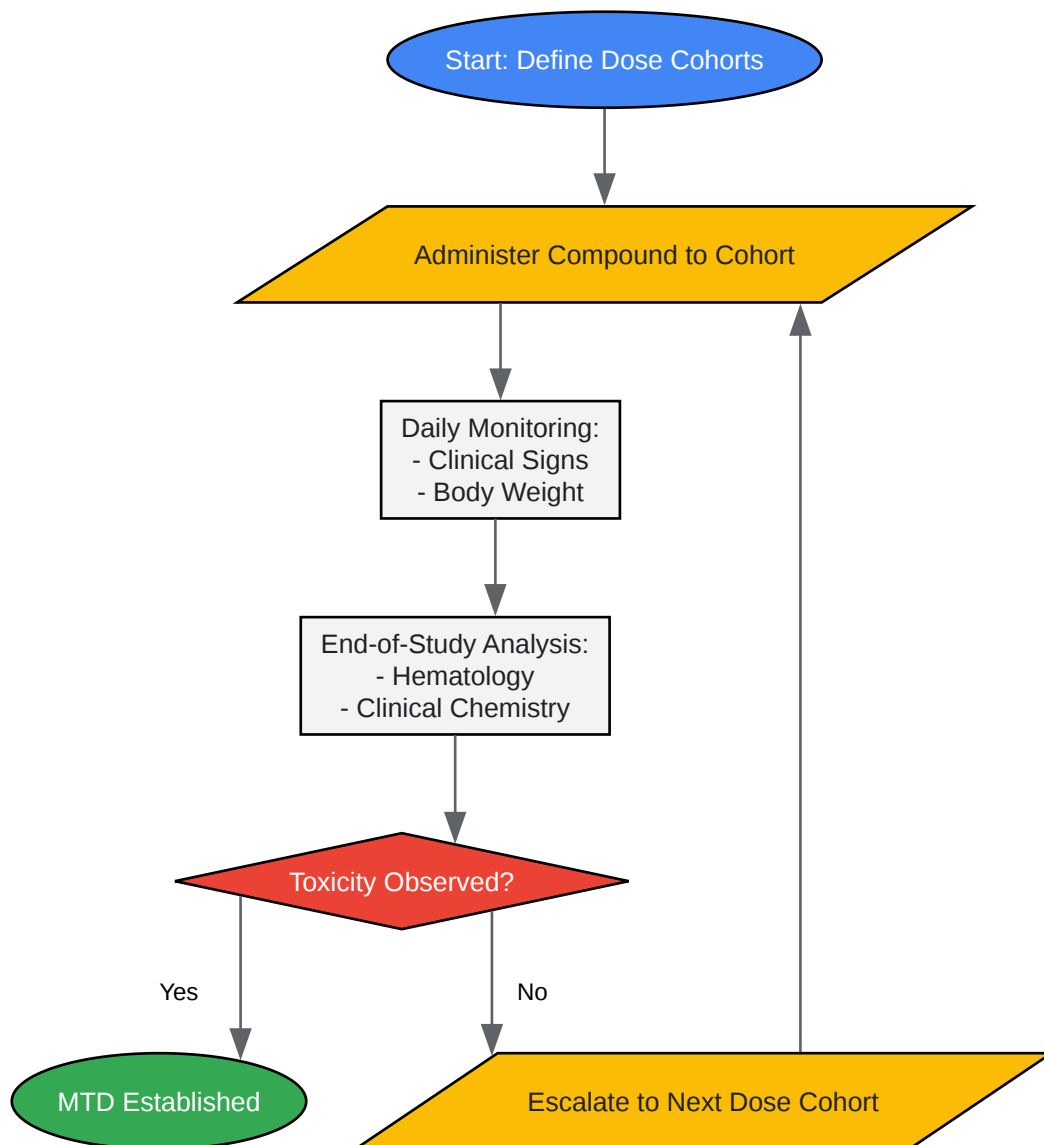 Start: Define Dose Cohorts
Administer Compound to Cohort
Daily Monitoring:
- Clinical Signs
- Body Weight
End-of-Study Analysis:
- Hematology
- Clinical Chemistry
Toxicity Observed?
Yes
No
MTD Established
Escalate to Next Dose Cohort